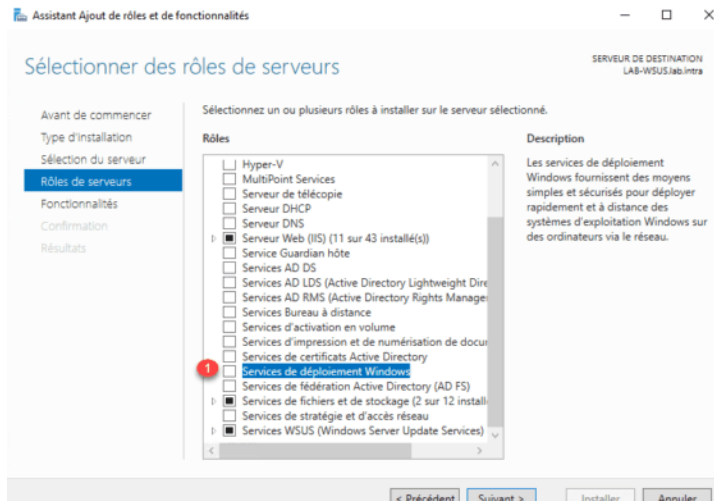 Assistant Ajout de rôles et de fonctionnalités
Sélectionner des rôles de serveurs
SERVEUR DE DESTINATION
LAB-WSUS.lab.intra
Avant de commencer
Type d'installation
Sélection du serveur
Rôles de serveurs
Fonctionnalités
Confirmation
Résultats
Sélectionnez un ou plusieurs rôles à installer sur le serveur sélectionné.
Rôles
Hyper-V
MultiPoint Services
Serveur de télécopie
Serveur DHCP
Serveur DNS
Serveur Web (IIS) (11 sur 43 installé(s))
Service Guardian hôte
Services AD DS
Services AD LDS (Active Directory Lightweight Dire
Services AD RMS (Active Directory Rights Manage
Services Bureau à distance
Services d'activation en volume
Services d'impression et de numérisation de docu
Services de certificats Active Directory
1 Services de déploiement Windows
Services de fédération Active Directory (AD FS)
Services de fichiers et de stockage (2 sur 12 install
Services de stratégie et d'accès réseau
Services WSUS (Windows Server Update Services)
Description
Les services de déploiement
Windows fournissent des moyens
simples et sécurisés pour déployer
rapidement et à distance des
systèmes d'exploitation Windows sur
des ordinateurs via le réseau.
< Précédent
Suivant >
Installer
Annuler